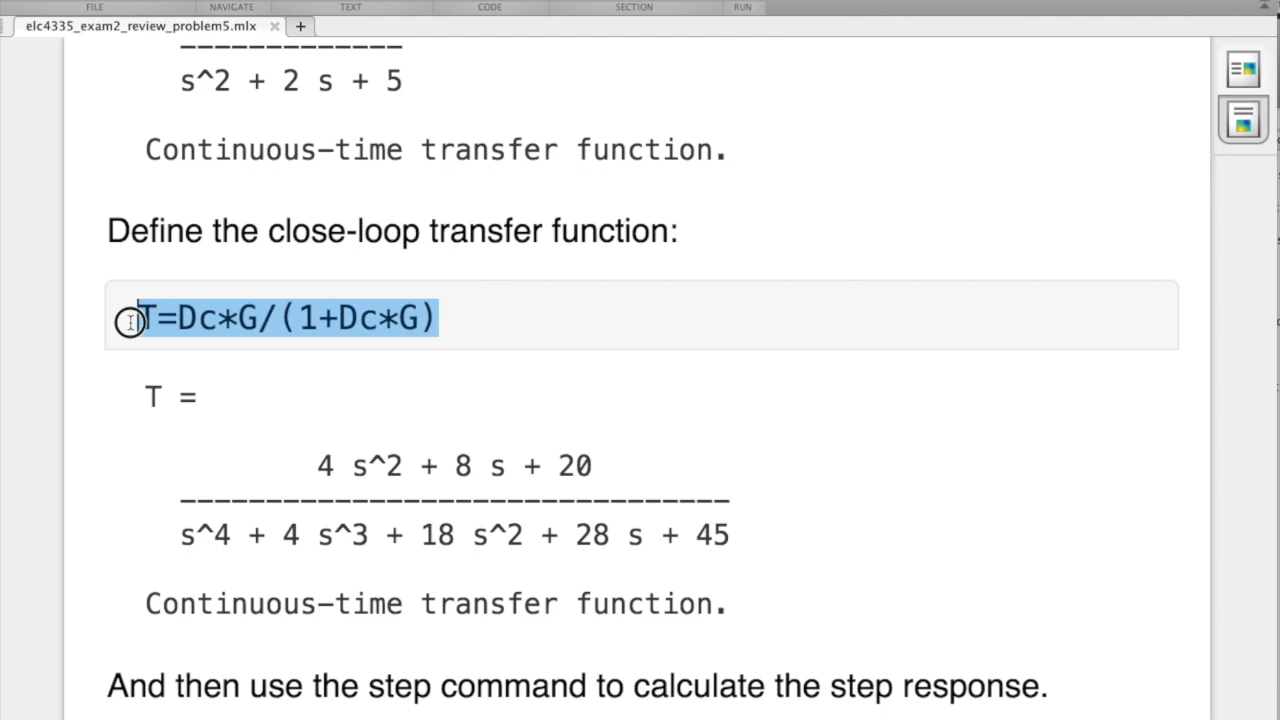 FILE NAVIGATE TEXT CODE SECTION RUN
elc4335_exam2_review_problem5.mlx × +
-------------
s^2 + 2 s + 5
Continuous-time transfer function.
Define the close-loop transfer function:
T=Dc*G/(1+Dc*G)
T =
4 s^2 + 8 s + 20
--------------------------------
s^4 + 4 s^3 + 18 s^2 + 28 s + 45
Continuous-time transfer function.
And then use the step command to calculate the step response.